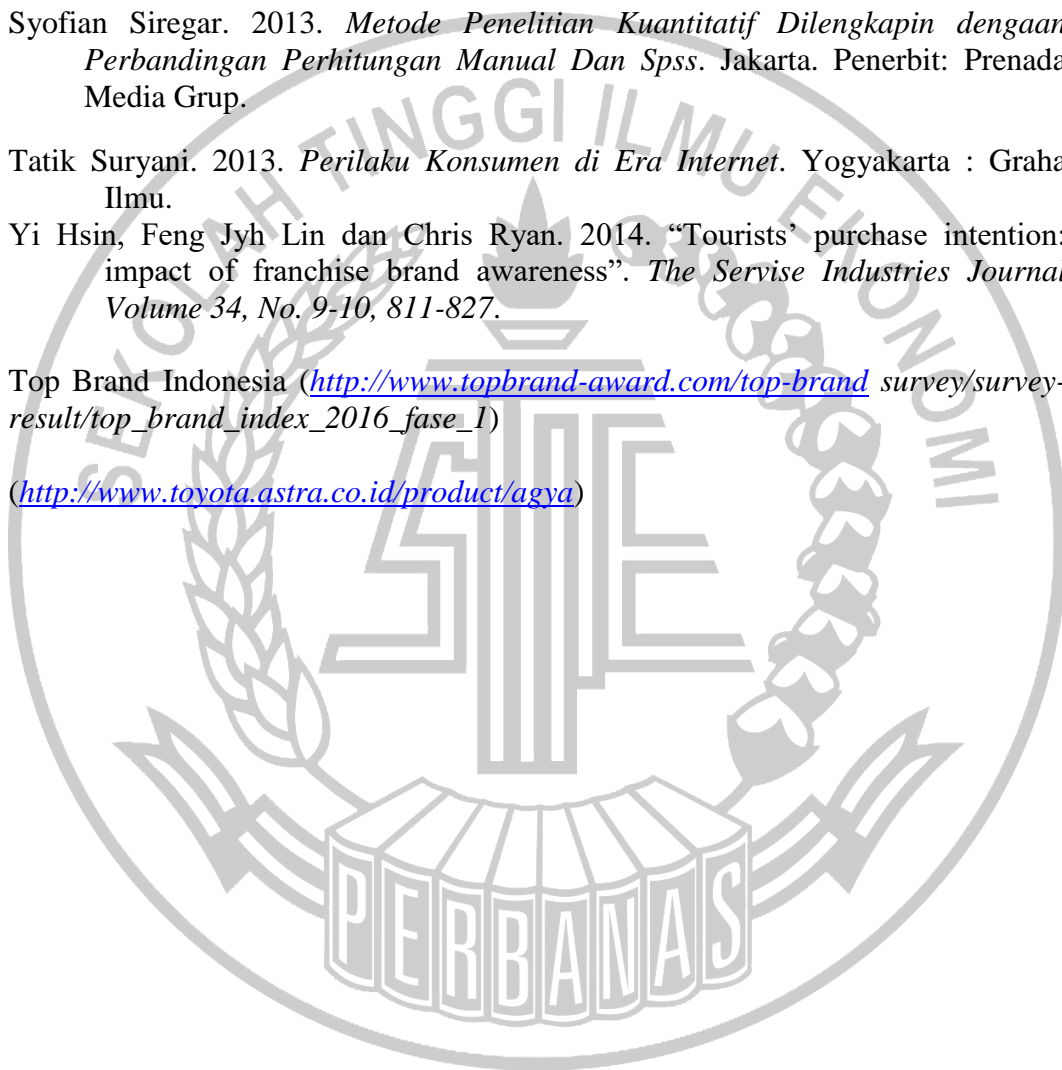 Syofian Siregar. 2013. Metode Penelitian Kuantitatif Dilengkapin dengaan
Perbandingan Perhitungan Manual Dan Spss. Jakarta. Penerbit: Prenada
Media Grup.
Tatik Suryani. 2013. Perilaku Konsumen di Era Internet. Yogyakarta : Graha
Ilmu.
Yi Hsin, Feng Jyh Lin dan Chris Ryan. 2014. “Tourists’ purchase intention:
impact of franchise brand awareness”. The Servise Industries Journal
Volume 34, No. 9-10, 811-827.
Top Brand Indonesia (http://www.topbrand-award.com/top-brand survey/survey-
result/top_brand_index_2016_fase_1)
(http://www.toyota.astra.co.id/product/agya)
SEKOLAH TINGGI ILMU EKONOMI
STIE
PERBANAS